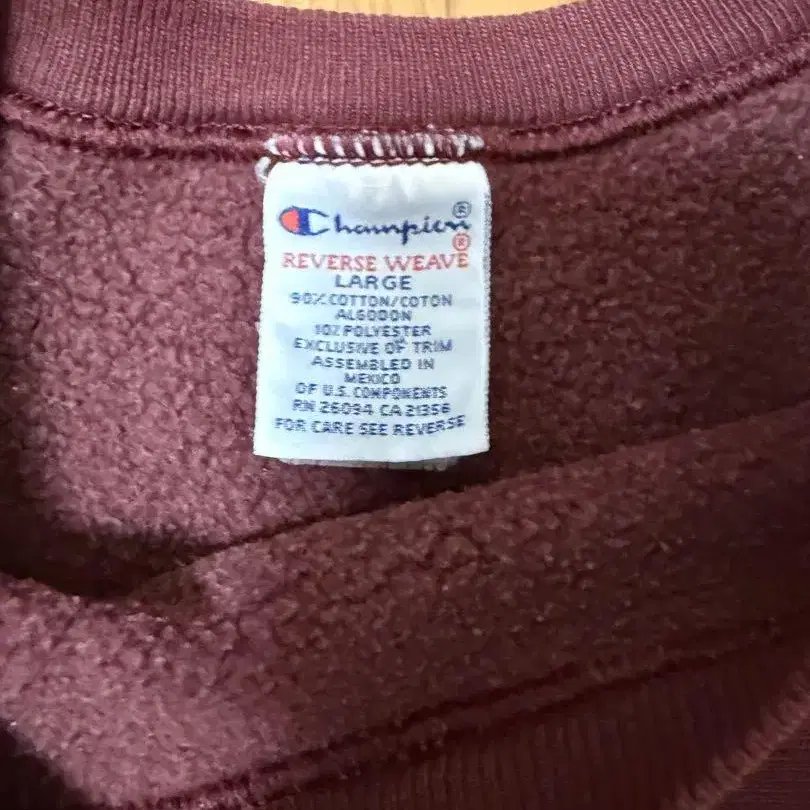 Champion®
REVERSE WEAVE®
LARGE
90% COTTON/COTON
ALGODON
10% POLYESTER
EXCLUSIVE OF TRIM
ASSEMBLED IN
MEXICO
OF U.S. COMPONENTS
RN 26094 CA 21356
FOR CARE SEE REVERSE